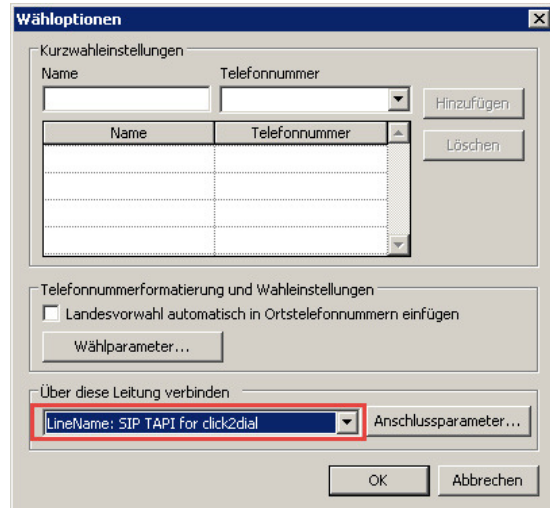 Wähloptionen
Kurzwahleinstellungen
Name Telefonnummer
Hinzufügen
Name Telefonnummer
Löschen
Telefonnummerformatierung und Wahleinstellungen
Landesvorwahl automatisch in Ortstelefonnummern einfügen
Wählparameter...
Über diese Leitung verbinden
LineName: SIP TAPI for click2dial Anschlussparameter...
OK Abbrechen